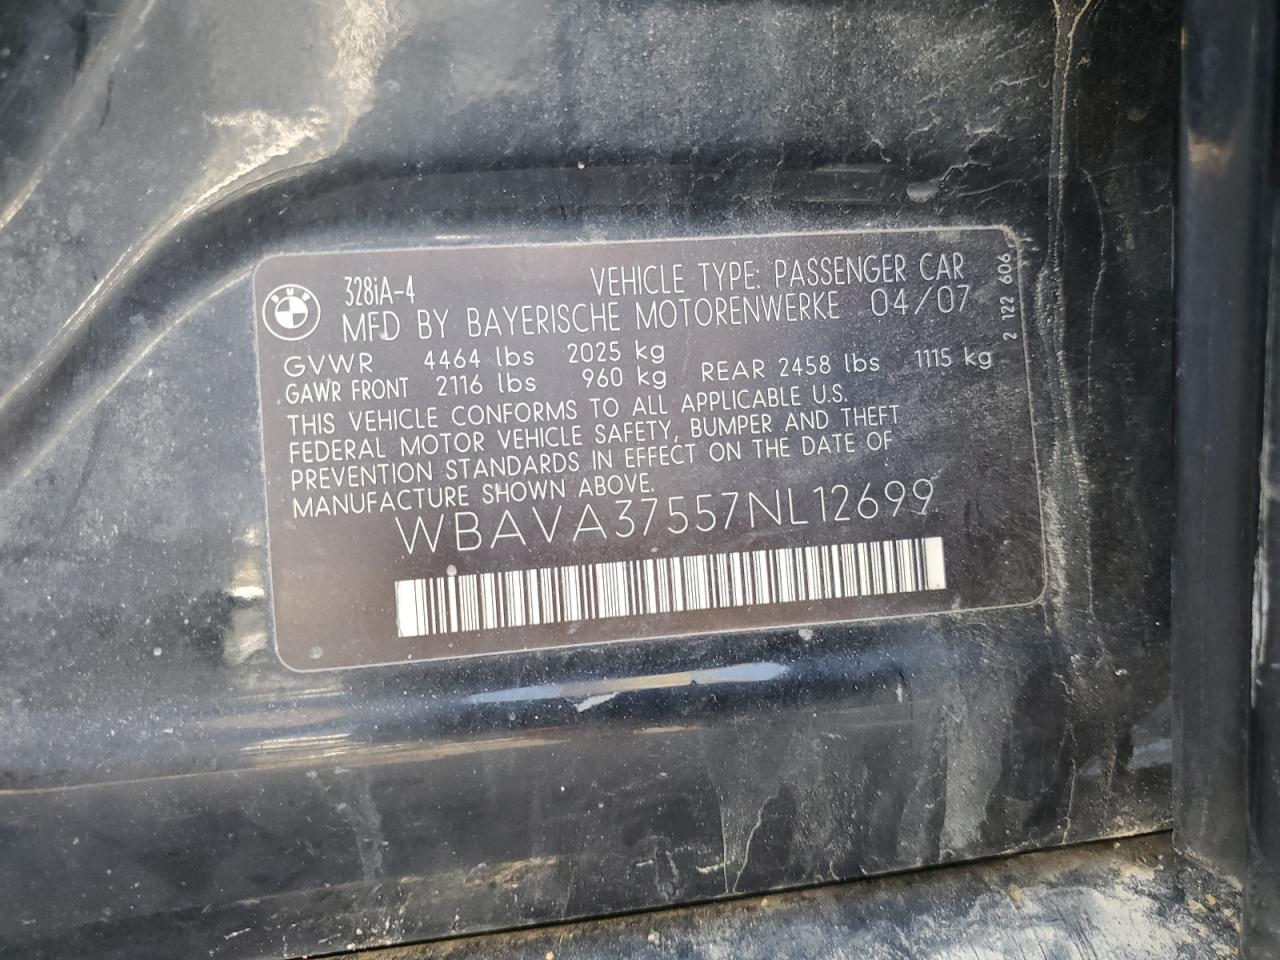 328iA-4 VEHICLE TYPE: PASSENGER CAR
MFD BY BAYERISCHE MOTORENWERKE 04/07
GVWR 4464 lbs 2025 kg
GAWR FRONT 2116 lbs 960 kg REAR 2458 lbs 1115 kg
THIS VEHICLE CONFORMS TO ALL APPLICABLE U.S.
FEDERAL MOTOR VEHICLE SAFETY, BUMPER AND THEFT
PREVENTION STANDARDS IN EFFECT ON THE DATE OF
MANUFACTURE SHOWN ABOVE.
WBAVA37557NL12699
2 122 606